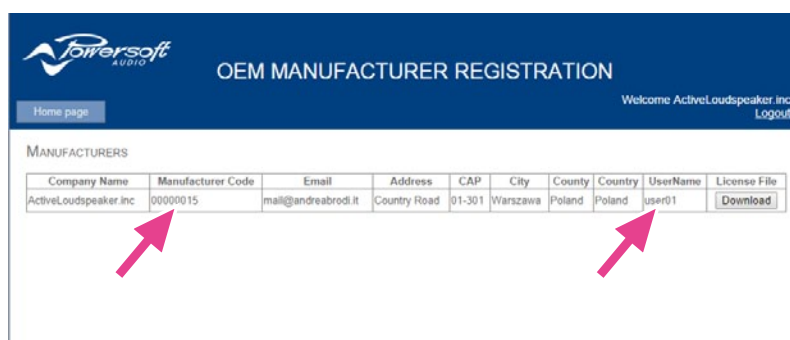 Powersoft
AUDIO
OEM MANUFACTURER REGISTRATION
Welcome ActiveLoudspeaker.inc
Home page
Logout
MANUFACTURERS
Company Name Manufacturer Code Email Address CAP City County Country UserName License File
ActiveLoudspeaker.inc 00000015 mail@andreabrodi.it Country Road 01-301 Warszawa Poland Poland user01 Download